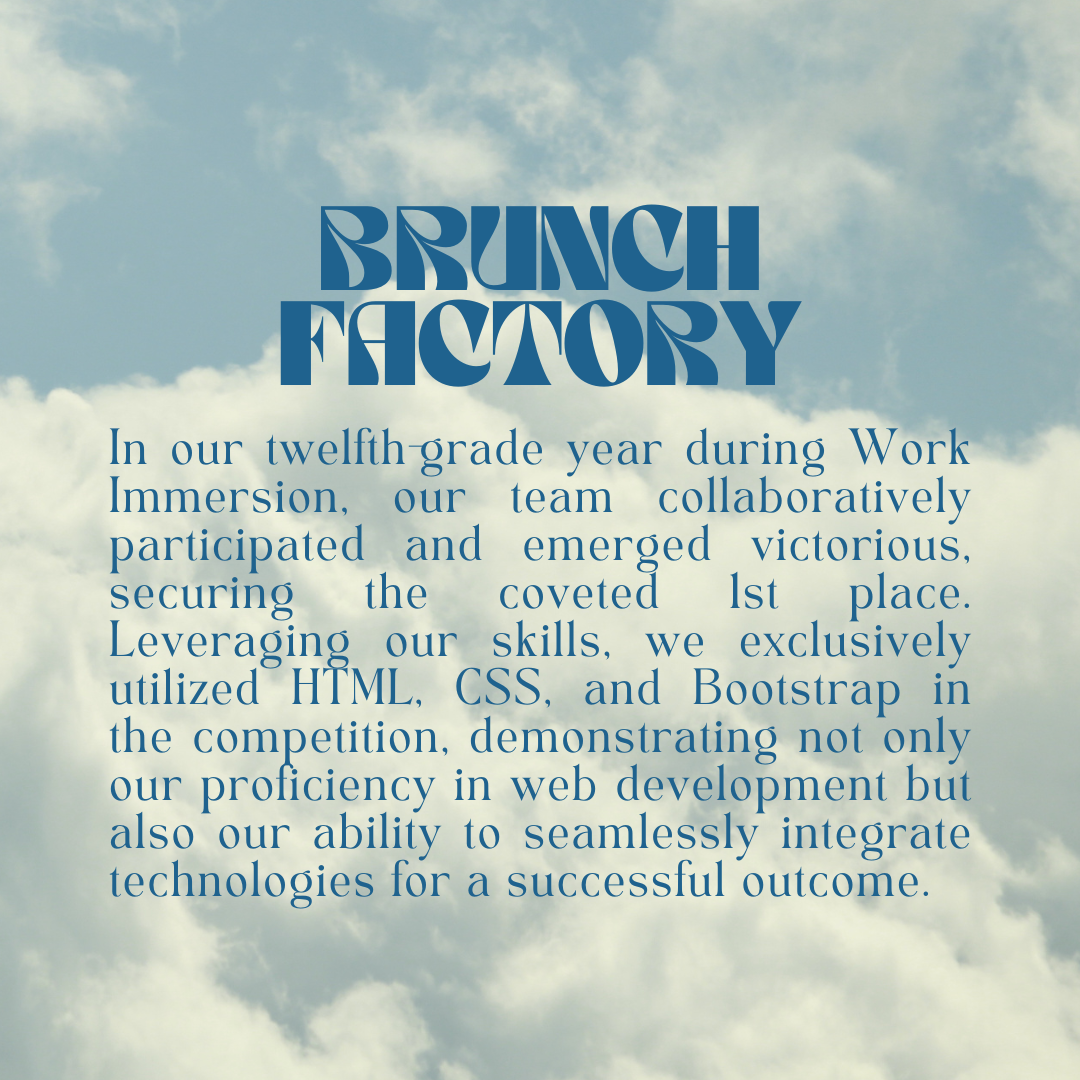 BRUNCH
FACTORY
In our twelfth-grade year during Work
Immersion, our team collaboratively
participated and emerged victorious,
securing the coveted 1st place.
Leveraging our skills, we exclusively
utilized HTML, CSS, and Bootstrap in
the competition, demonstrating not only
our proficiency in web development but
also our ability to seamlessly integrate
technologies for a successful outcome.